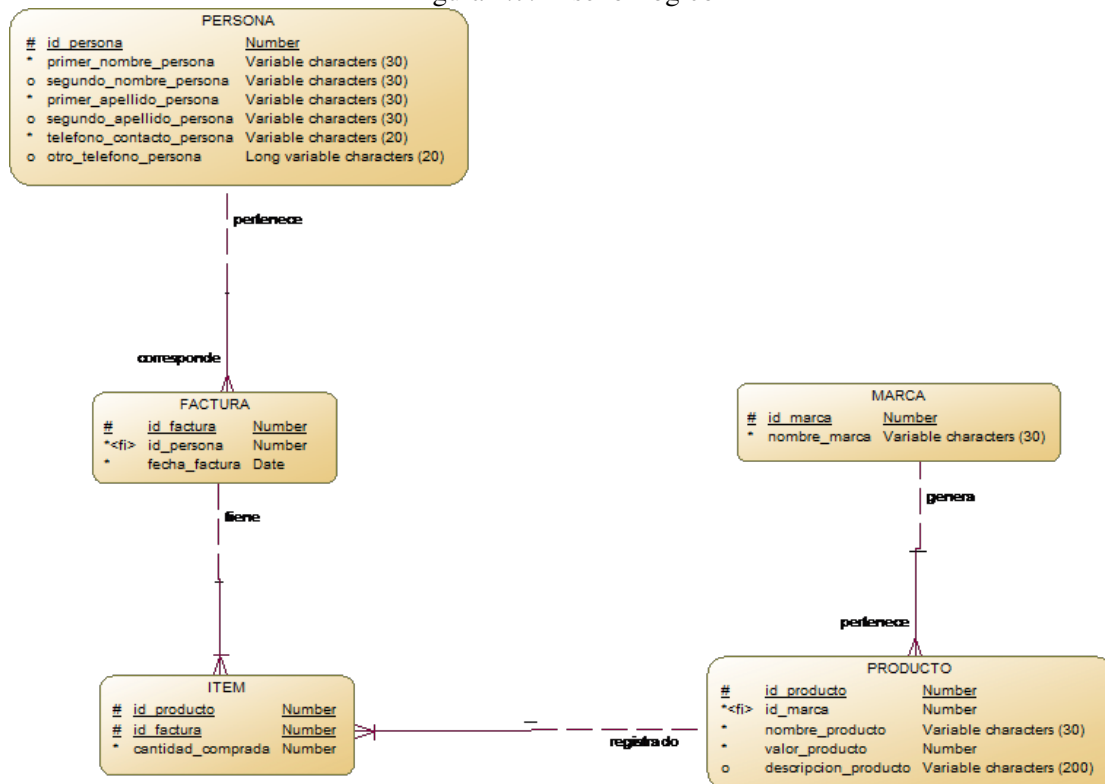 PERSONA
# id_persona Number
* primer_nombre_persona Variable characters (30)
o segundo_nombre_persona Variable characters (30)
* primer_apellido_persona Variable characters (30)
o segundo_apellido_persona Variable characters (30)
* telefono_contacto_persona Variable characters (20)
o otro_telefono_persona Long variable characters (20)
pertenece
corresponde
FACTURA
# id_factura Number
*<fi> id_persona Number
* fecha_factura Date
tiene
MARCA
# id_marca Number
* nombre_marca Variable characters (30)
genera
pertenece
ITEM
# id_producto Number
# id_factura Number
* cantidad_comprada Number
registrado
PRODUCTO
# id_producto Number
*<fi> id_marca Number
* nombre_producto Variable characters (30)
* valor_producto Number
o descripcion_producto Variable characters (200)